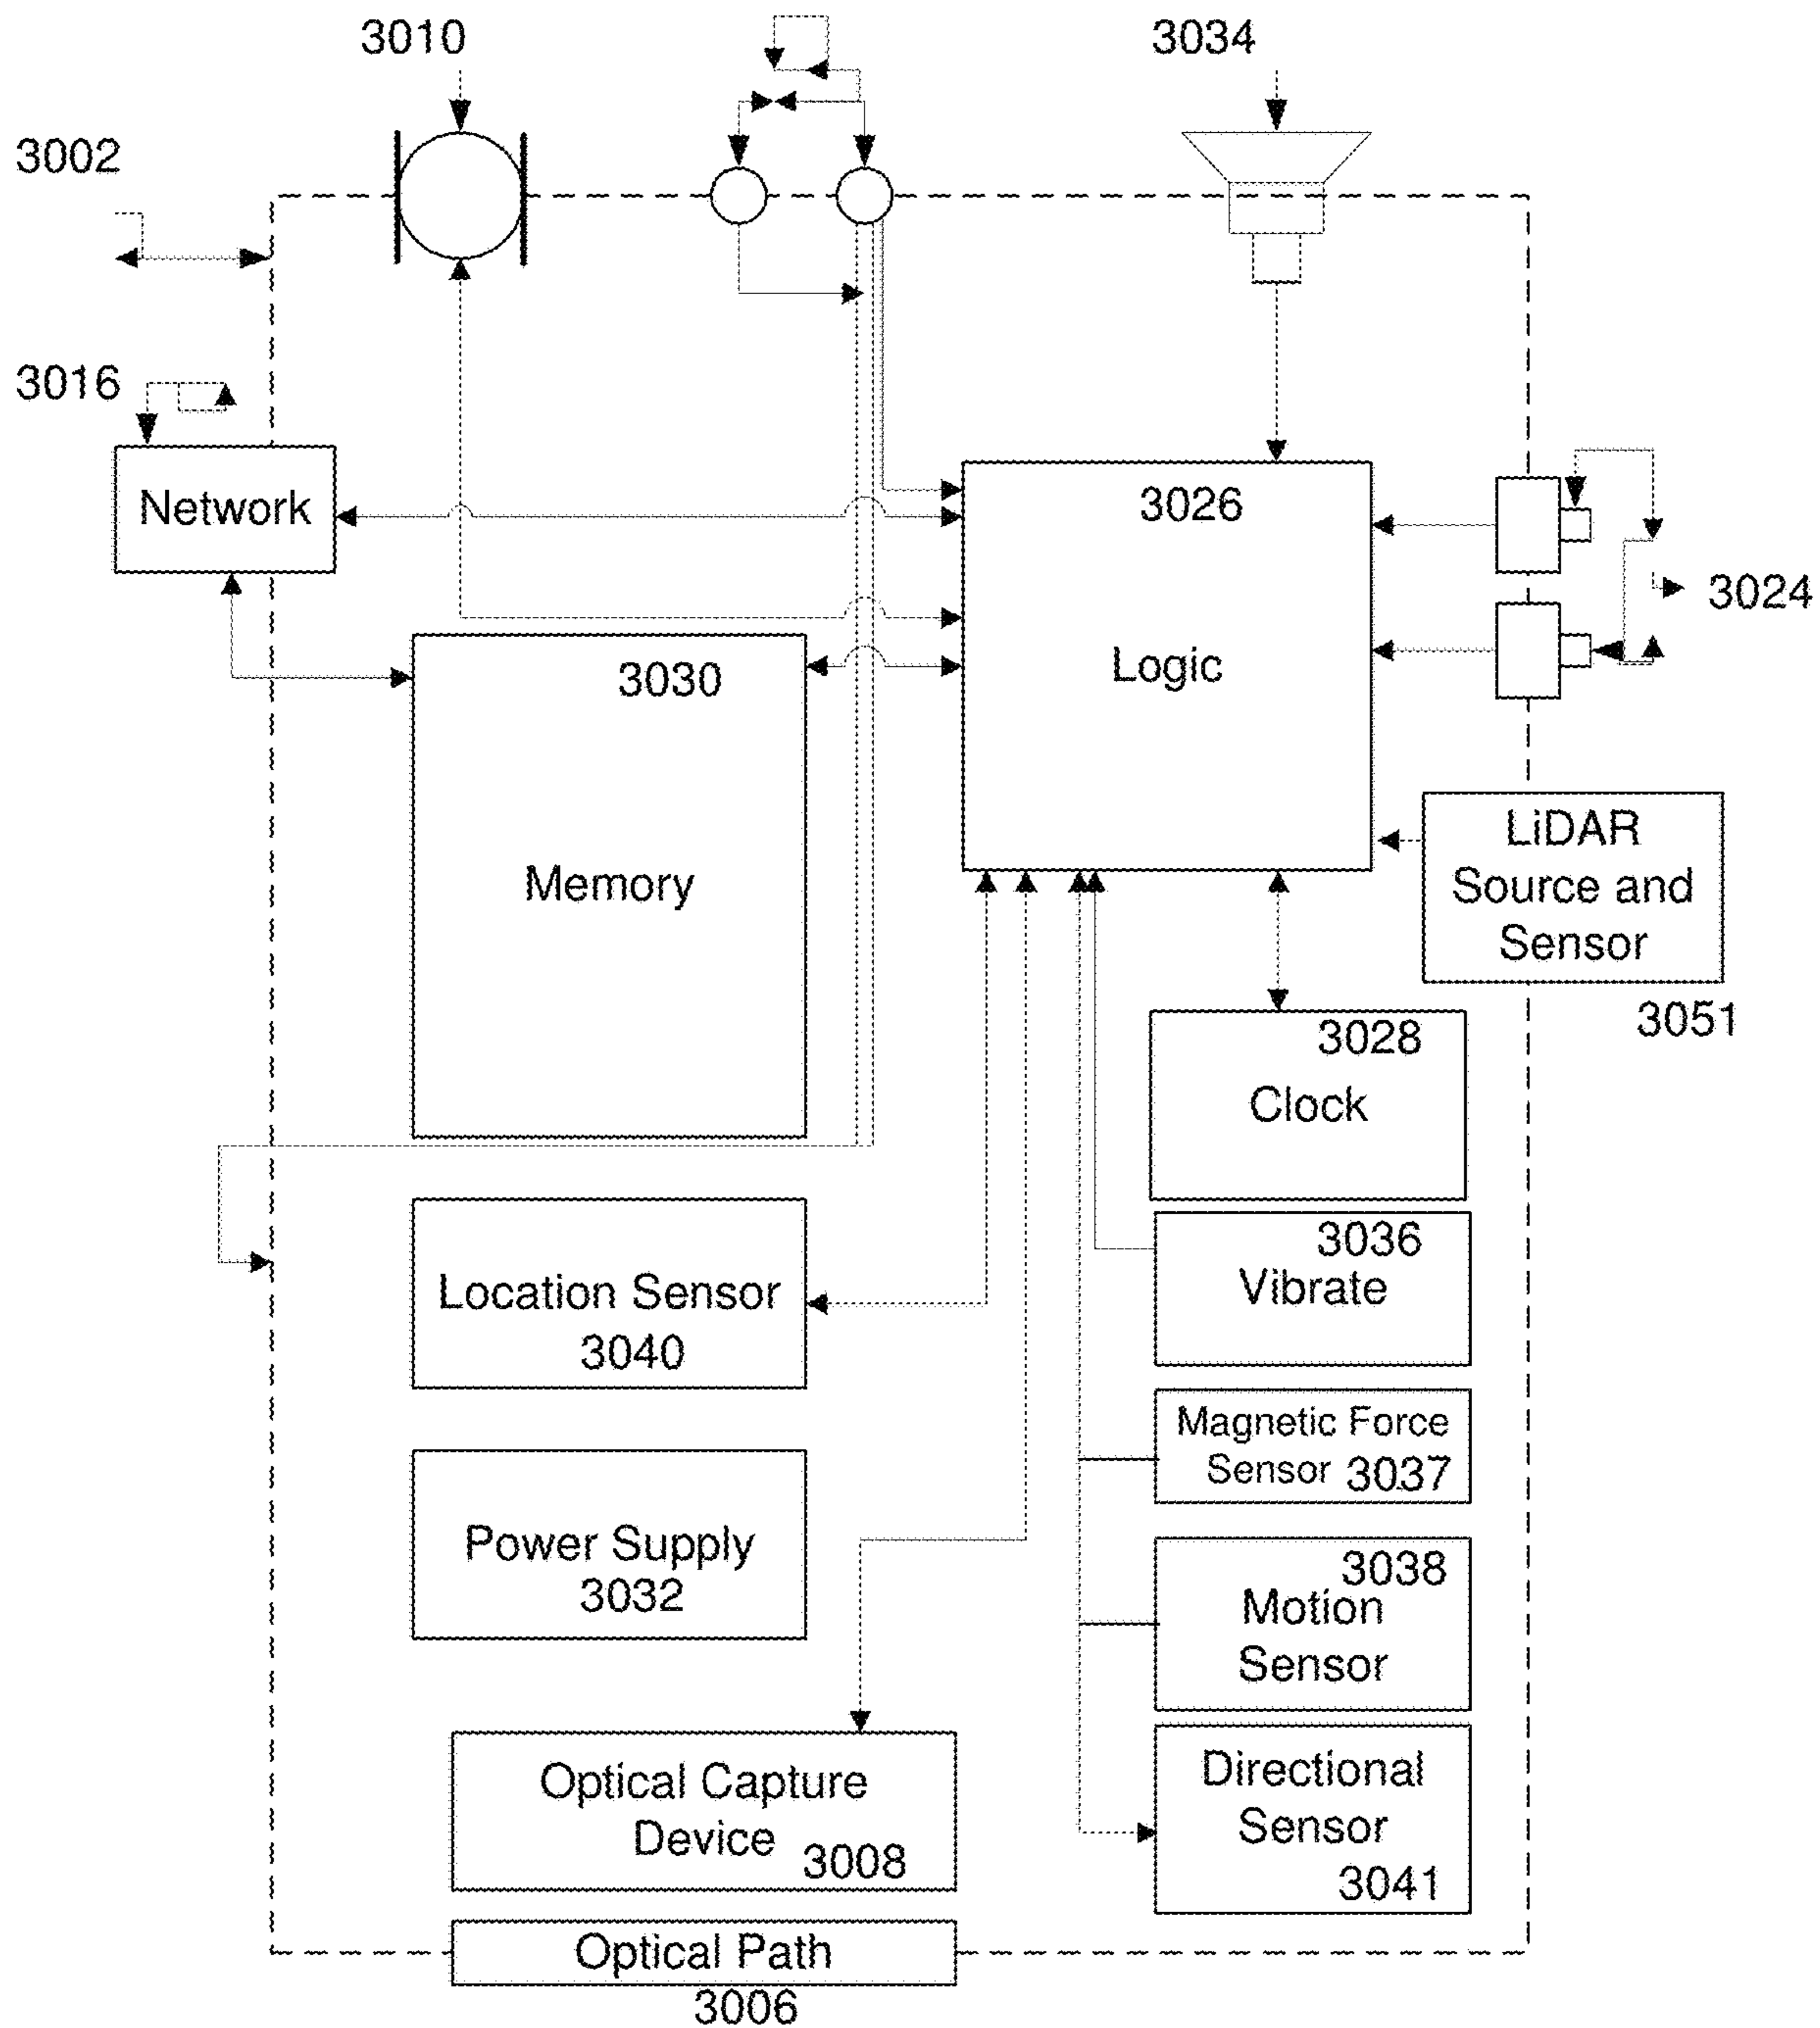 3010
3034
3002
3016
Network
3026
Logic
3024
3030
Memory
LiDAR
Source and
Sensor
3051
3028
Clock
3036
Vibrate
Location Sensor
3040
Magnetic Force
Sensor 3037
Power Supply
3032
3038
Motion
Sensor
Optical Capture
Device 3008
Directional
Sensor
3041
Optical Path
3006